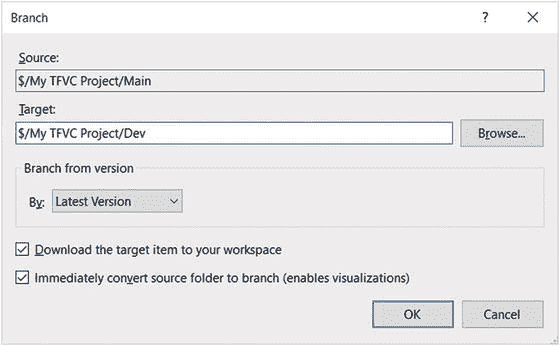 Branch
Source:
$/My TFVC Project/Main
Target:
$/My TFVC Project/Dev
Browse...
Branch from version
By: Latest Version
Download the target item to your workspace
Immediately convert source folder to branch (enables visualizations)
OK
Cancel